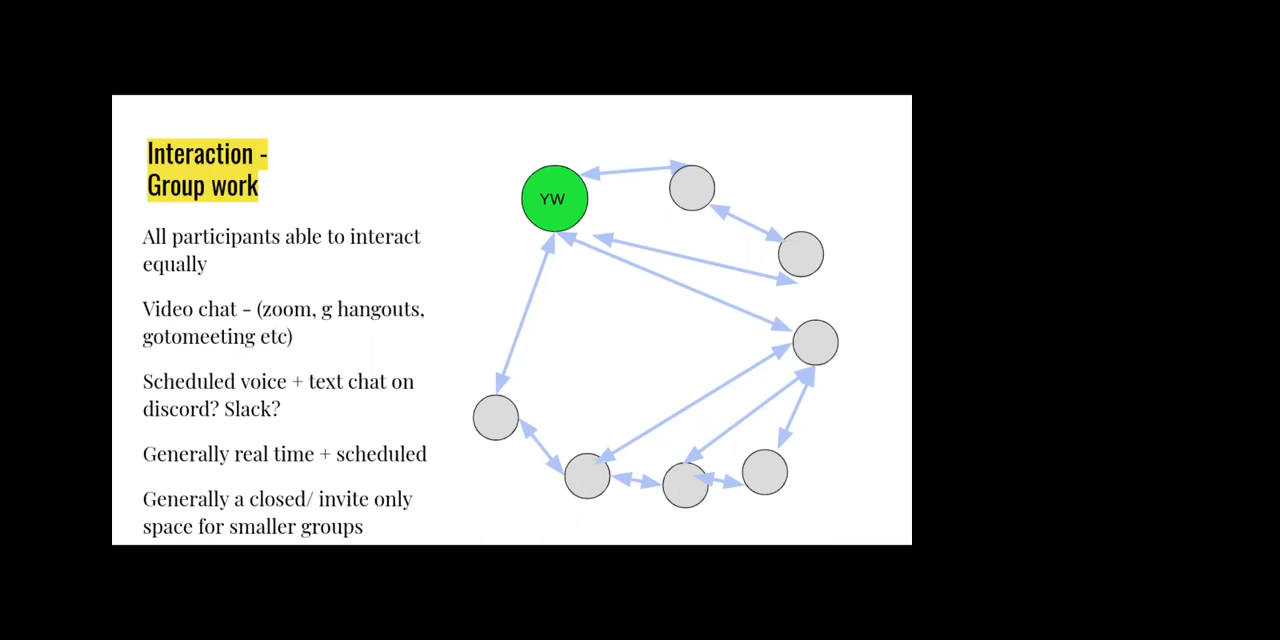 Interaction -
Group work
All participants able to interact
equally
Video chat - (zoom, g hangouts,
gotomeeting etc)
Scheduled voice + text chat on
discord? Slack?
Generally real time + scheduled
Generally a closed/ invite only
space for smaller groups
YW